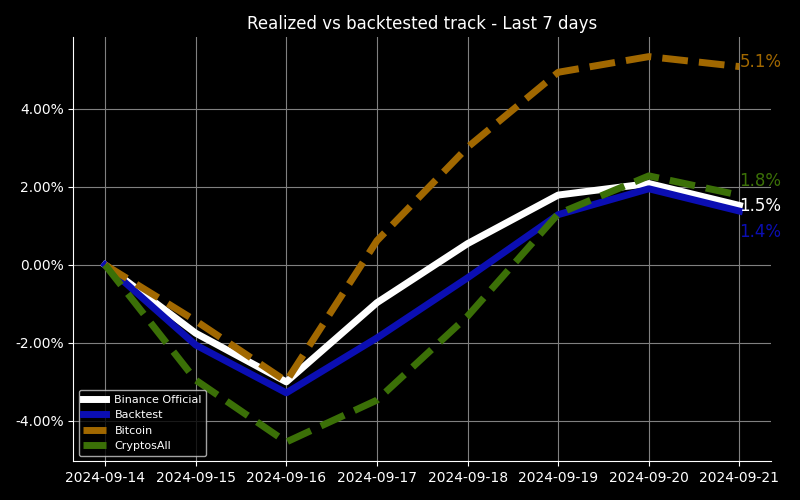 Realized vs backtested track - Last 7 days
5.1%
4.00%
2.00%
1.8%
1.5%
1.4%
0.00%
-2.00%
-4.00%
Binance Official
Backtest
Bitcoin
CryptosAll
2024-09-14 2024-09-15 2024-09-16 2024-09-17 2024-09-18 2024-09-19 2024-09-20 2024-09-21